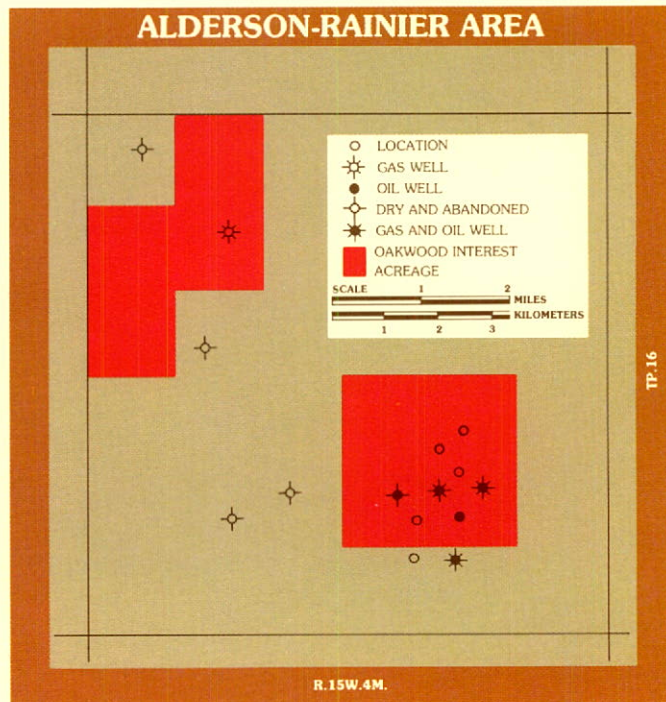 ALDERSON-RAINIER AREA
LOCATION
GAS WELL
OIL WELL
DRY AND ABANDONED
GAS AND OIL WELL
OAKWOOD INTEREST
ACREAGE
SCALE 1 2
MILES
KILOMETERS
1 2 3
TP.16
R.15W.4M.